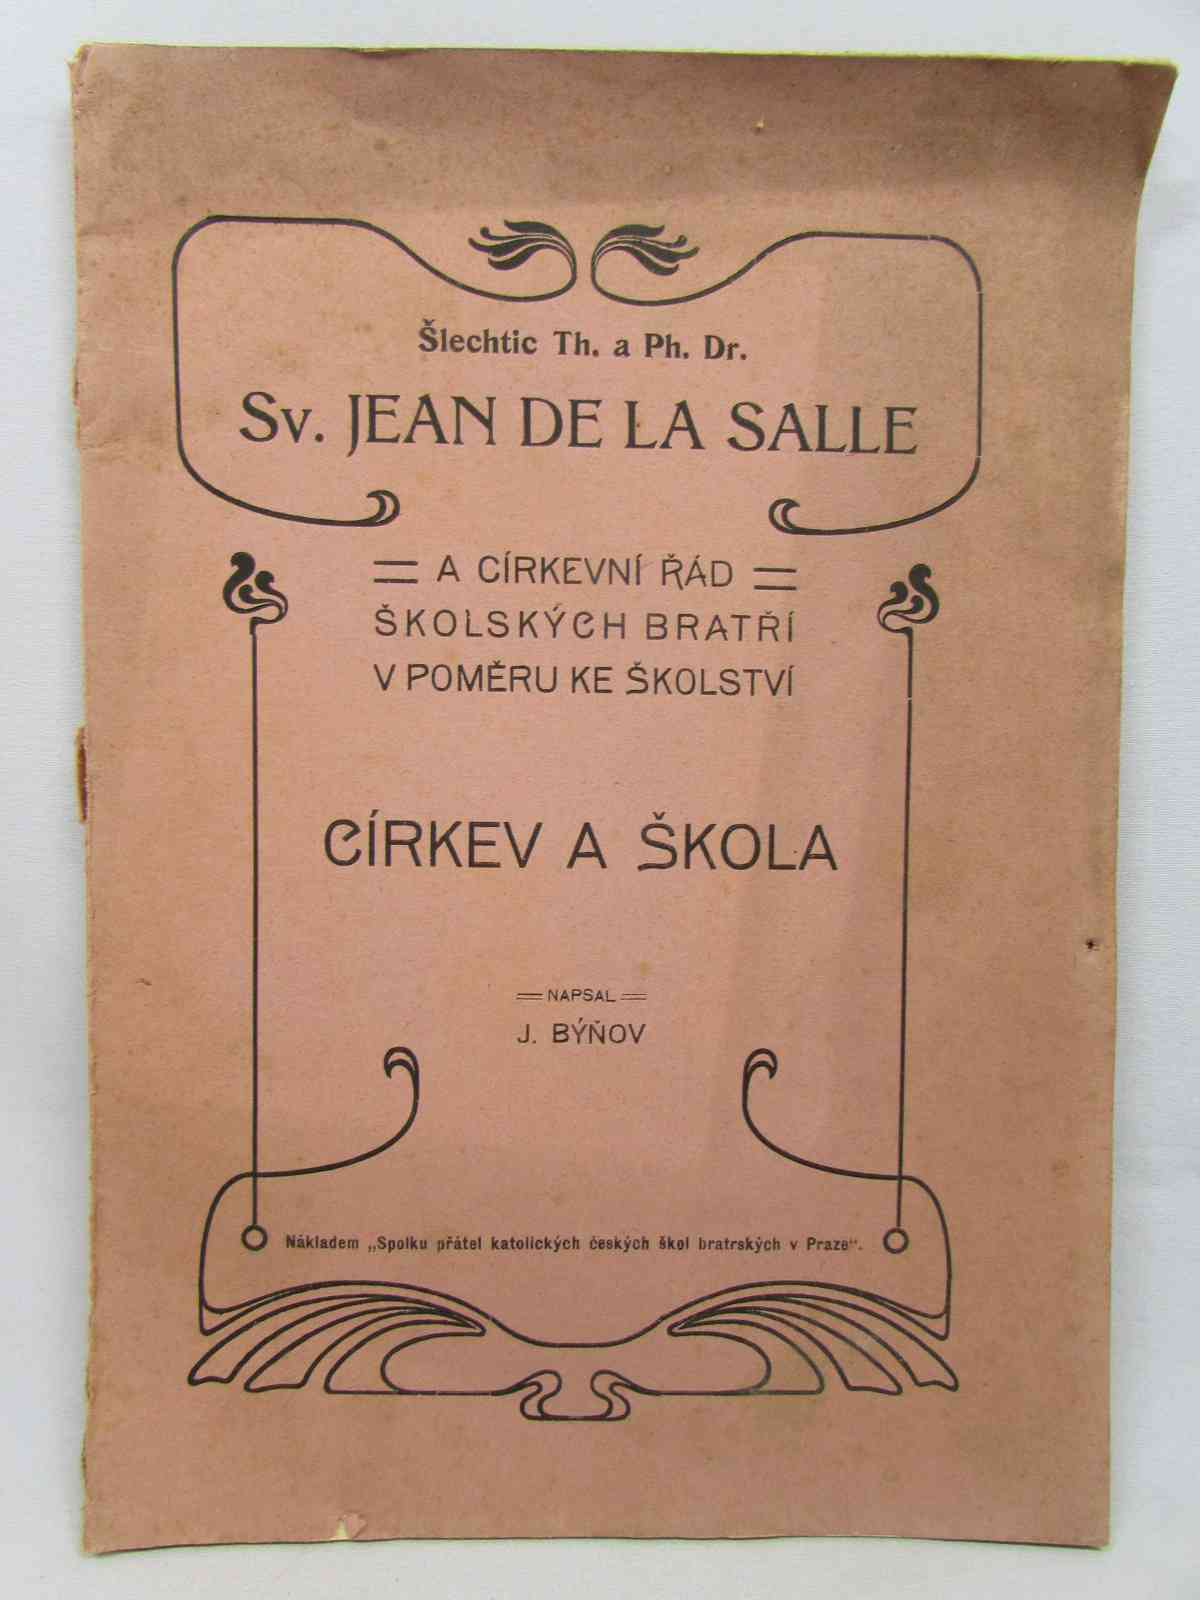 Šlechtic Th. a Ph. Dr.
Sv. JEAN DE LA SALLE
A CÍRKEVNÍ ŘÁD
ŠKOLSKÝCH BRATŘÍ
V POMĚRU KE ŠKOLSTVÍ
CÍRKEV A ŠKOLA
NAPSAL
J. BÝŇOV
Nákladem „Spolku přátel katolických českých škol bratrských v Praze“.